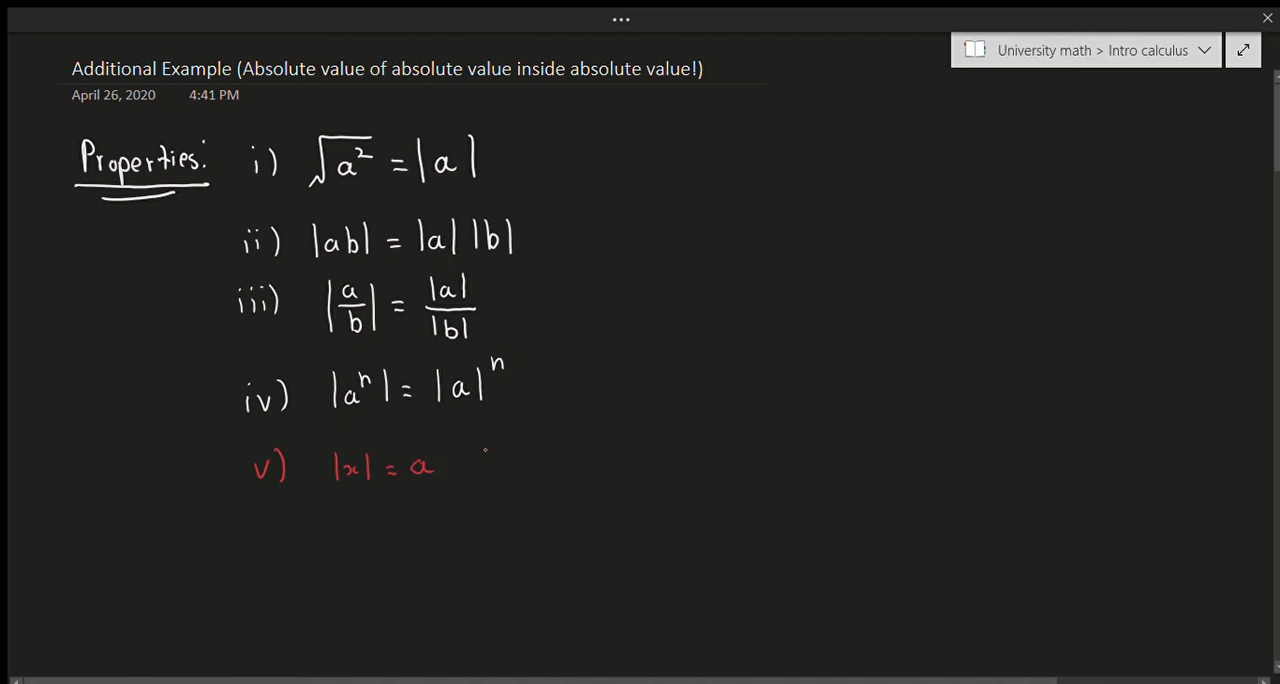 University math > Intro calculus
Additional Example (Absolute value of absolute value inside absolute value!)
April 26, 2020 4:41 PM
Properties: i) √a² = |a|
ii) |ab| = |a| |b|
iii) |a/b| = |a|/|b|
iv) |aⁿ| = |a|ⁿ
v) |x| = a